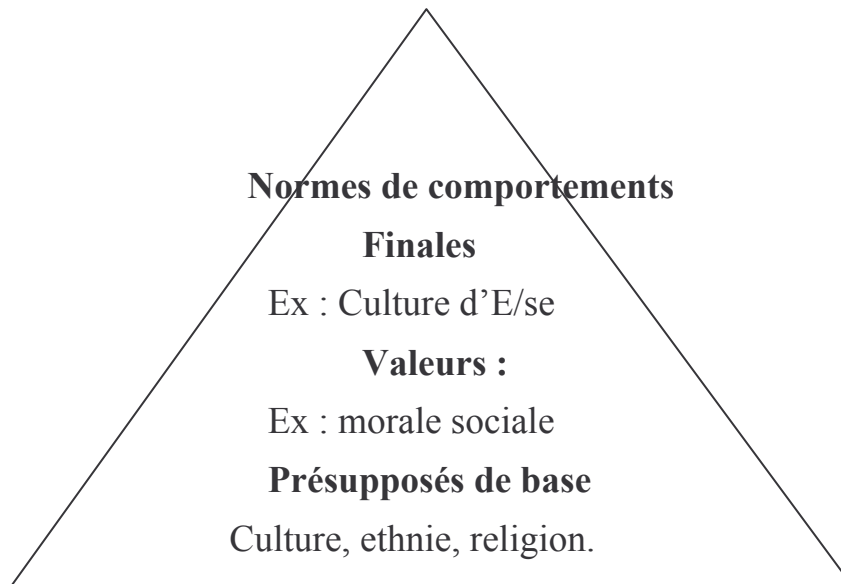 Normes de comportements
Finales
Ex : Culture d’E/se
Valeurs :
Ex : morale sociale
Présupposés de base
Culture, ethnie, religion.